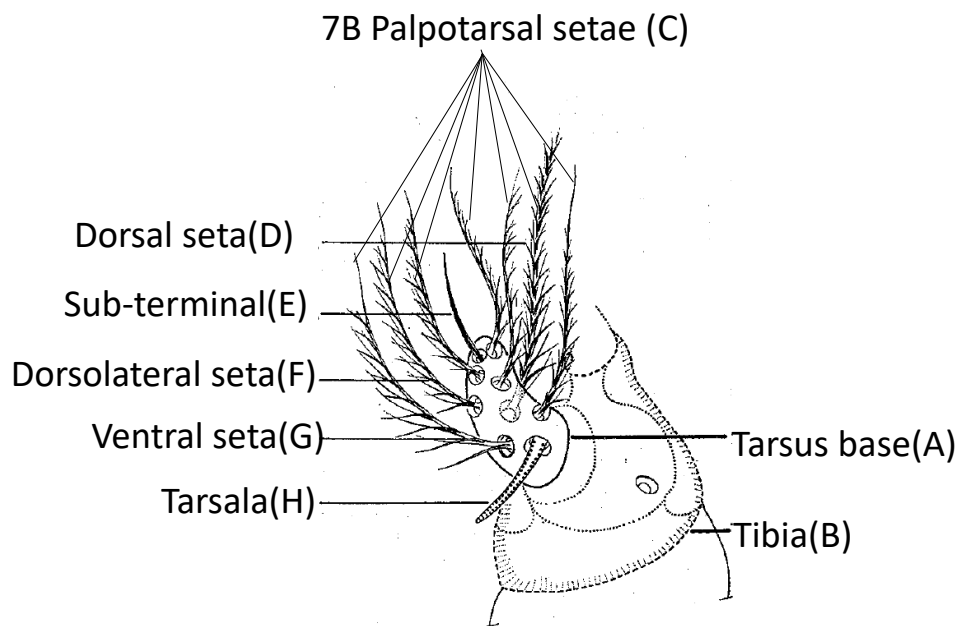 7B Palpotarsal setae (C)
Dorsal seta(D)
Sub-terminal(E)
Dorsolateral seta(F)
Ventral seta(G)
Tarsus base(A)
Tarsala(H)
Tibia(B)